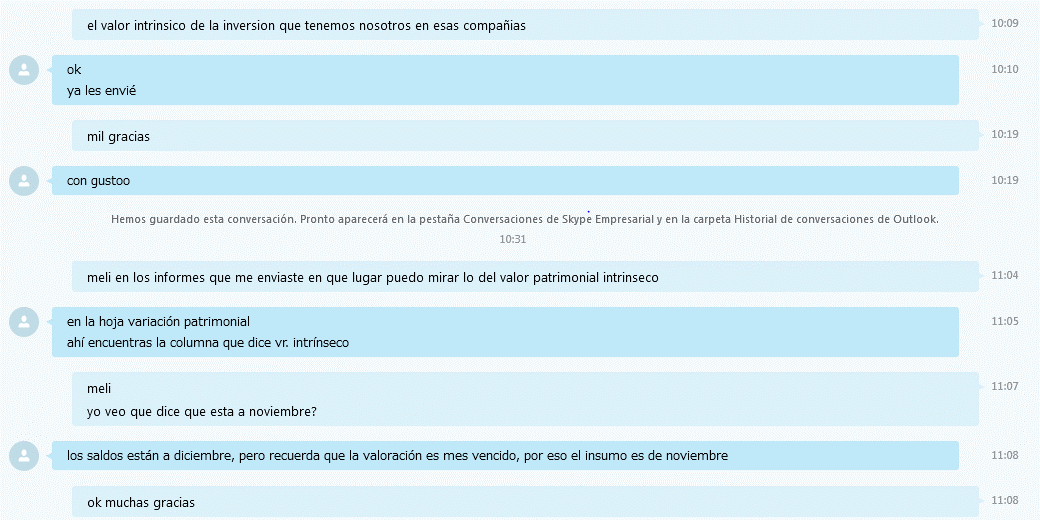 el valor intrinsico de la inversion que tenemos nosotros en esas compañias
10:09
ok
10:10
ya les envié
mil gracias
10:19
con gustoo
10:19
Hemos guardado esta conversación. Pronto aparecerá en la pestaña Conversaciones de Skype Empresarial y en la carpeta Historial de conversaciones de Outlook.
10:31
meli en los informes que me enviaste en que lugar puedo mirar lo del valor patrimonial intrinseco
11:04
en la hoja variación patrimonial
11:05
ahí encuentras la columna que dice vr. intrínseco
meli
11:07
yo veo que dice que esta a noviembre?
los saldos están a diciembre, pero recuerda que la valoración es mes vencido, por eso el insumo es de noviembre
11:08
ok muchas gracias
11:08